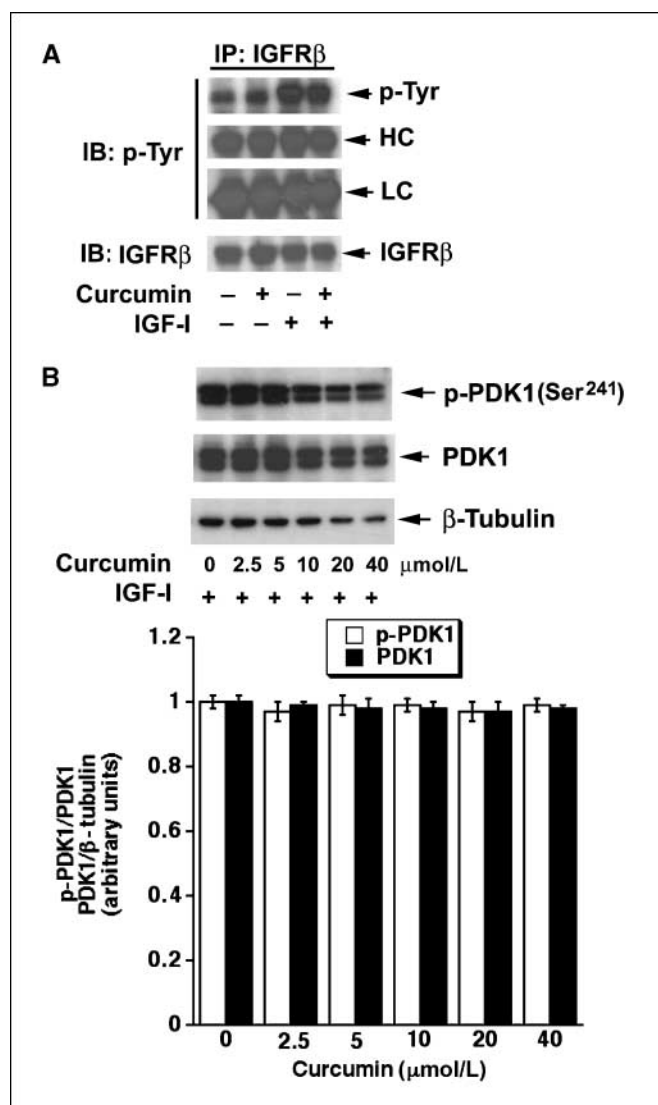 A
IP: IGFRβ
IB: p-Tyr
p-Tyr
HC
LC
IB: IGFRβ
IGFRβ
Curcumin – + – +
IGF-I – – + +
B
p-PDK1(Ser241)
PDK1
β-Tubulin
Curcumin 0 2.5 5 10 20 40 μmol/L
IGF-I + + + + + +
p-PDK1
PDK1
p-PDK1/PDK1
PDK1/β-tubulin
(arbitrary units)
1.2
1
0.8
0.6
0.4
0.2
0
0 2.5 5 10 20 40
Curcumin (μmol/L)